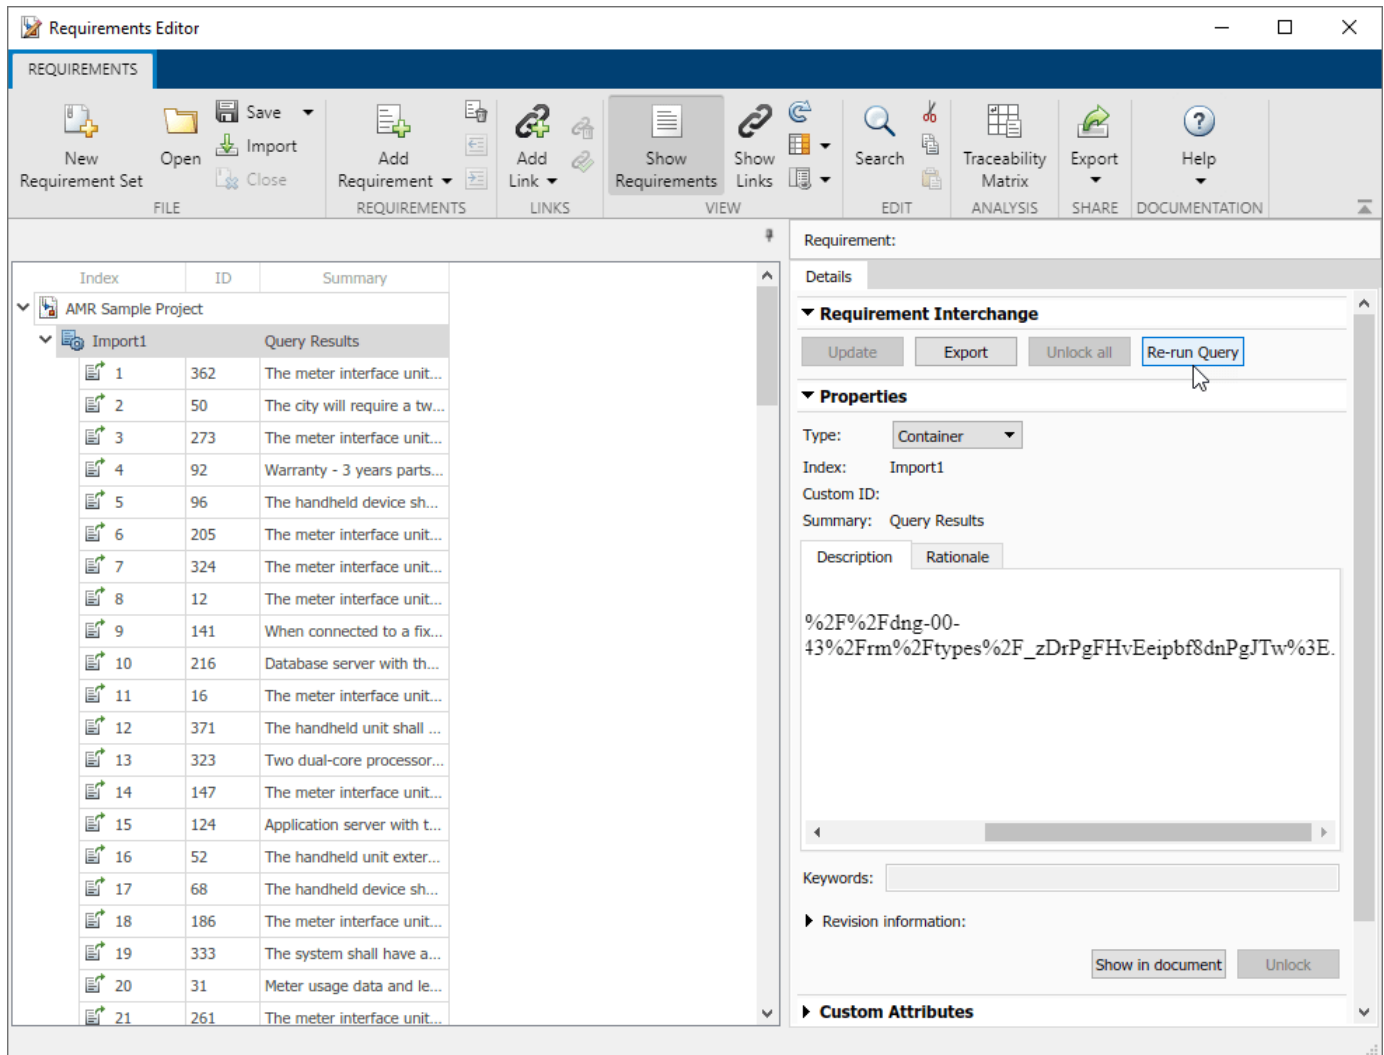 Requirements Editor
REQUIREMENTS
New
Requirement Set
Open
Save
Import
Close
FILE
Add
Requirement
REQUIREMENTS
Add
Link
LINKS
Show
Requirements
Show
Links
VIEW
Search
EDIT
Traceability
Matrix
ANALYSIS
Export
SHARE
Help
DOCUMENTATION
Index ID Summary
AMR Sample Project
Import1 Query Results
1 362 The meter interface unit...
2 50 The city will require a tw...
3 273 The meter interface unit...
4 92 Warranty - 3 years parts...
5 96 The handheld device sh...
6 205 The meter interface unit...
7 324 The meter interface unit...
8 12 The meter interface unit...
9 141 When connected to a fix...
10 216 Database server with th...
11 16 The meter interface unit...
12 371 The handheld unit shall ...
13 323 Two dual-core processor...
14 147 The meter interface unit...
15 124 Application server with t...
16 52 The handheld unit exter...
17 68 The handheld device sh...
18 186 The meter interface unit...
19 333 The system shall have a...
20 31 Meter usage data and le...
21 261 The meter interface unit...
Requirement:
Details
Requirement Interchange
Update Export Unlock all Re-run Query
Properties
Type: Container
Index: Import1
Custom ID:
Summary: Query Results
Description Rationale
%2F%2Fdng-00-
43%2Frm%2Ftypes%2F_zDrPgFHvEeipbf8dnPgJTw%3E.
Keywords:
Revision information:
Show in document Unlock
Custom Attributes